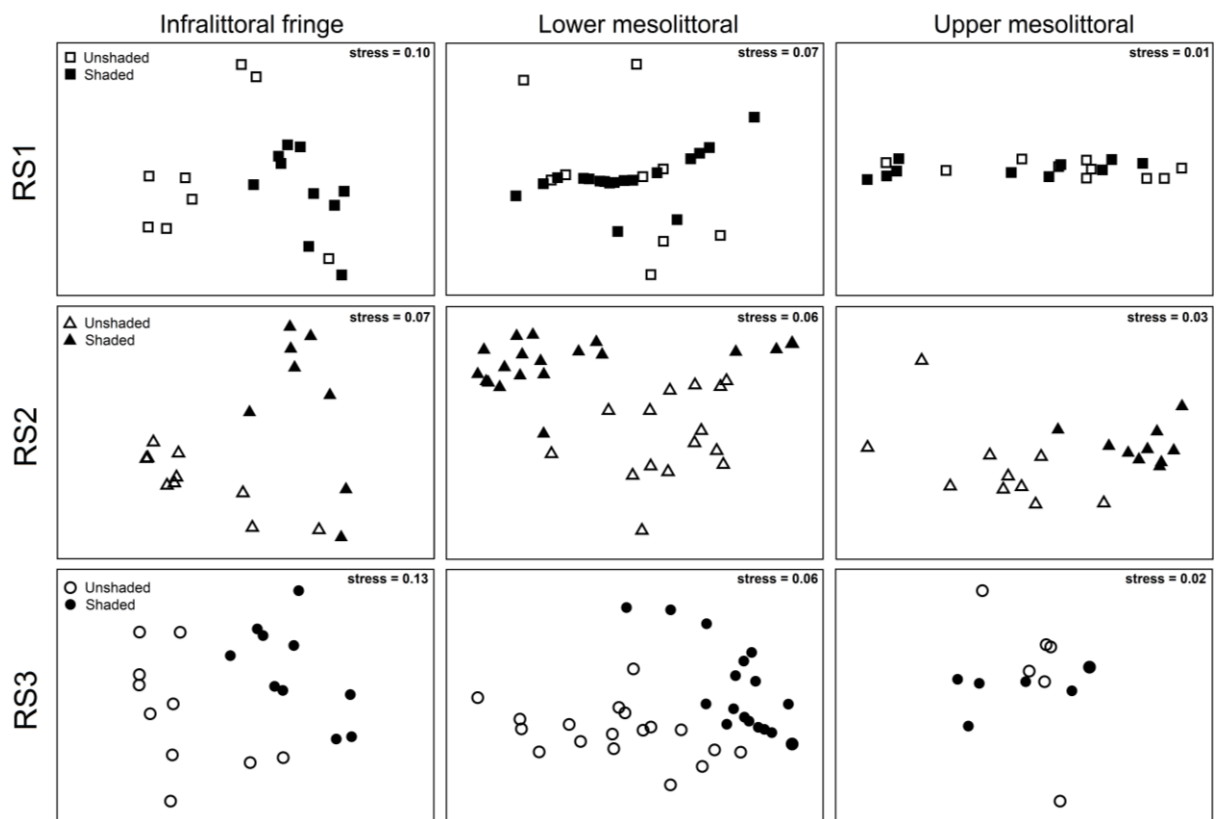 Infralittoral fringe Lower mesolittoral Upper mesolittoral
RS1
Unshaded
Shaded
stress = 0.10
stress = 0.07
stress = 0.01
RS2
Unshaded
Shaded
stress = 0.07
stress = 0.06
stress = 0.03
RS3
Unshaded
Shaded
stress = 0.13
stress = 0.06
stress = 0.02